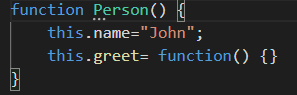 function Person() {
    this.name="John";
    this.greet= function() {}
}